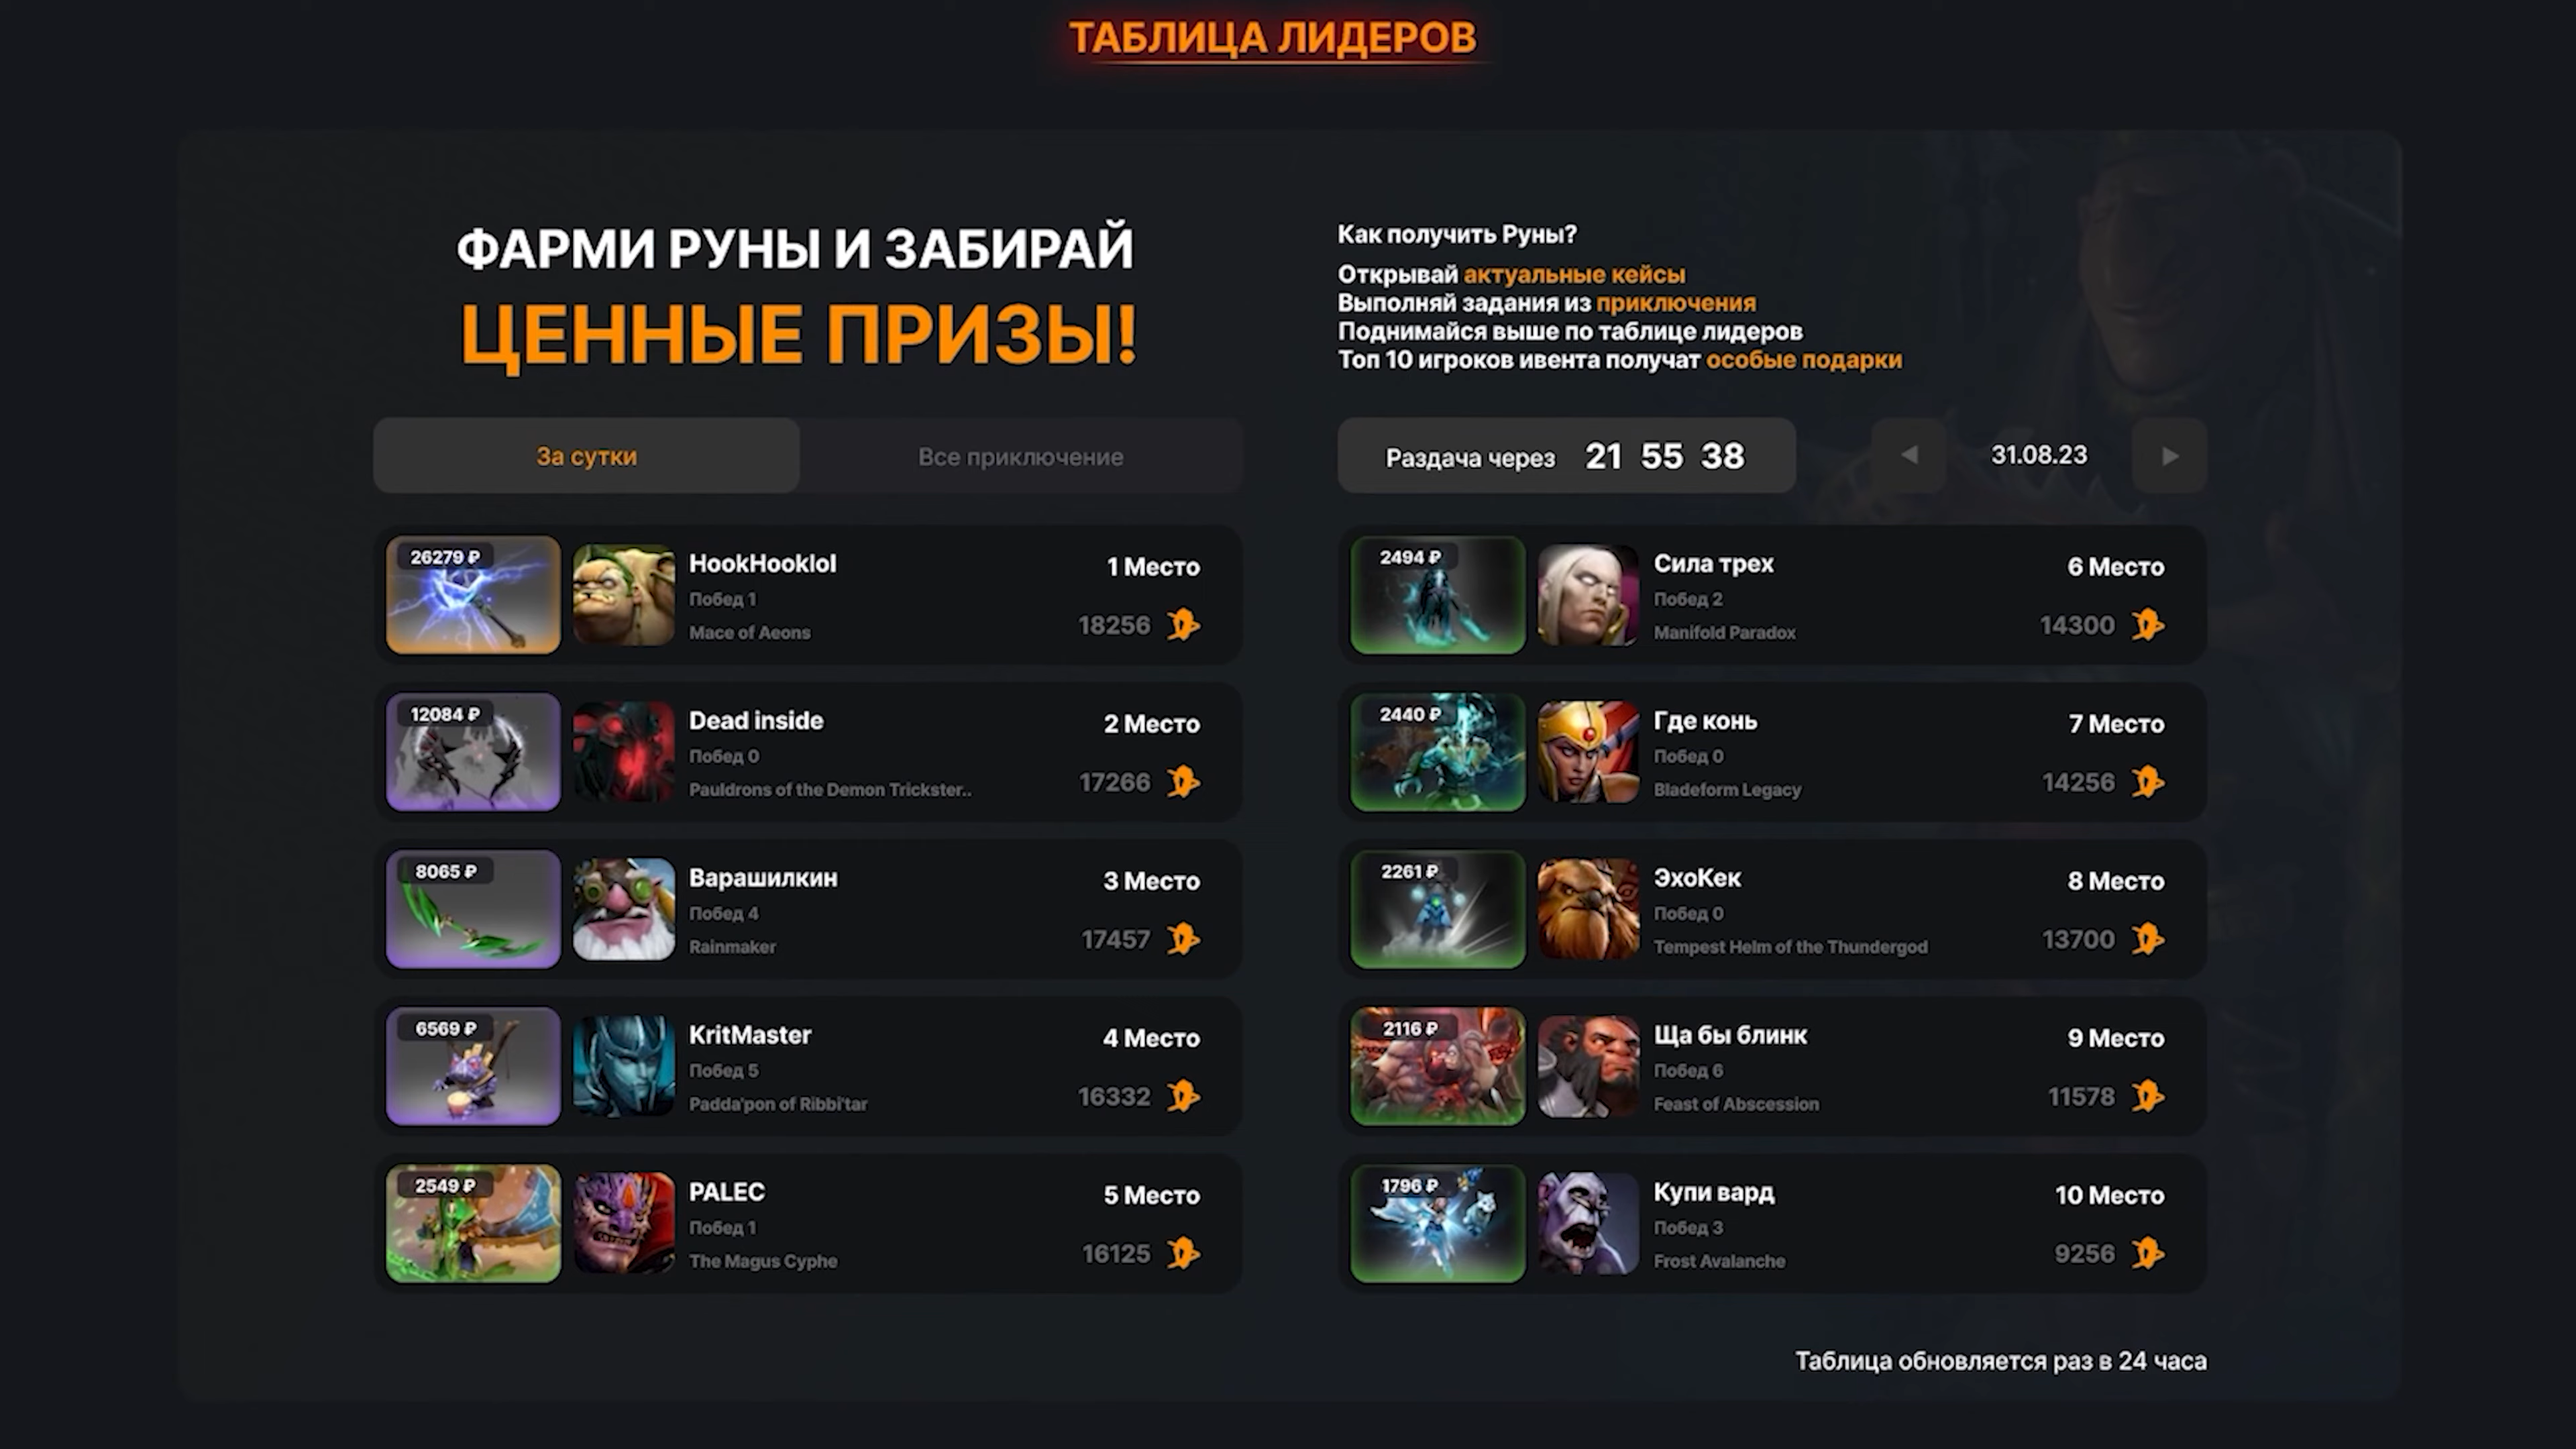 ТАБЛИЦА ЛИДЕРОВ
ФАРМИ РУНЫ И ЗАБИРАЙ
ЦЕННЫЕ ПРИЗЫ!
Как получить Руны?
Открывай актуальные кейсы
Выполняй задания из приключения
Поднимайся выше по таблице лидеров
Топ 10 игроков ивента получат особые подарки
За сутки
Все приключение
Раздача через 21 55 38
31.08.23
26279 ₽
HookHooklol
1 Место
Побед 1
Mace of Aeons
18256
12084 ₽
Dead inside
2 Место
Побед 0
Pauldrons of the Demon Trickster..
17266
8065 ₽
Варашилкин
3 Место
Побед 4
Rainmaker
17457
6569 ₽
KritMaster
4 Место
Побед 5
Padda'pon of Ribbi'tar
16332
2549 ₽
PALEC
5 Место
Побед 1
The Magus Cyphe
16125
2494 ₽
Сила трех
6 Место
Побед 2
Manifold Paradox
14300
2440 ₽
Где конь
7 Место
Побед 0
Bladeform Legacy
14256
2261 ₽
ЭхоКек
8 Место
Побед 0
Tempest Helm of the Thundergod
13700
2116 ₽
Ща бы блинк
9 Место
Побед 6
Feast of Abscession
11578
1796 ₽
Купи вард
10 Место
Побед 3
Frost Avalanche
9256
Таблица обновляется раз в 24 часа